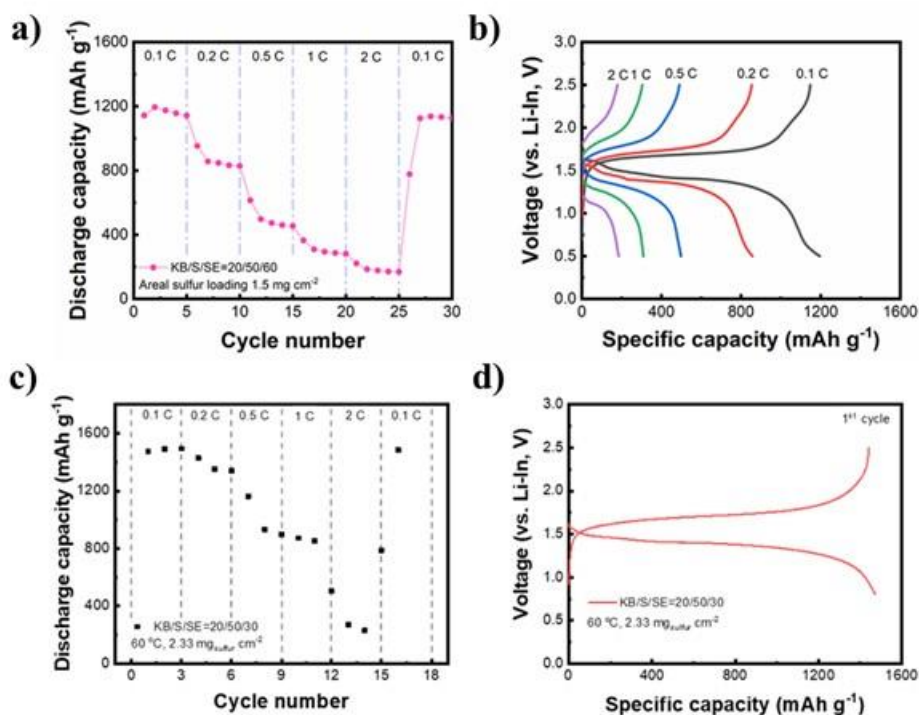 a)
Discharge capacity (mAh g⁻¹)
1600
1200
800
400
0
0.1 C 0.2 C 0.5 C 1 C 2 C 0.1 C
KB/S/SE=20/50/60
Areal sulfur loading 1.5 mg cm⁻²
0 5 10 15 20 25 30
Cycle number
b)
Voltage (vs. Li-In, V)
3.0
2.5
2.0
1.5
1.0
0.5
0.0
2 C 1 C 0.5 C 0.2 C 0.1 C
0 400 800 1200 1600
Specific capacity (mAh g⁻¹)
c)
Discharge capacity (mAh g⁻¹)
1600
1200
800
400
0
0.1 C 0.2 C 0.5 C 1 C 2 C 0.1 C
KB/S/SE=20/50/30
60 ºC, 2.33 mgsulfur cm⁻²
0 3 6 9 12 15 18
Cycle number
d)
Voltage (vs. Li-In, V)
3.0
2.5
2.0
1.5
1.0
0.5
0.0
1ˢᵗ cycle
KB/S/SE=20/50/30
60 ºC, 2.33 mgsulfur cm⁻²
0 400 800 1200 1600
Specific capacity (mAh g⁻¹)